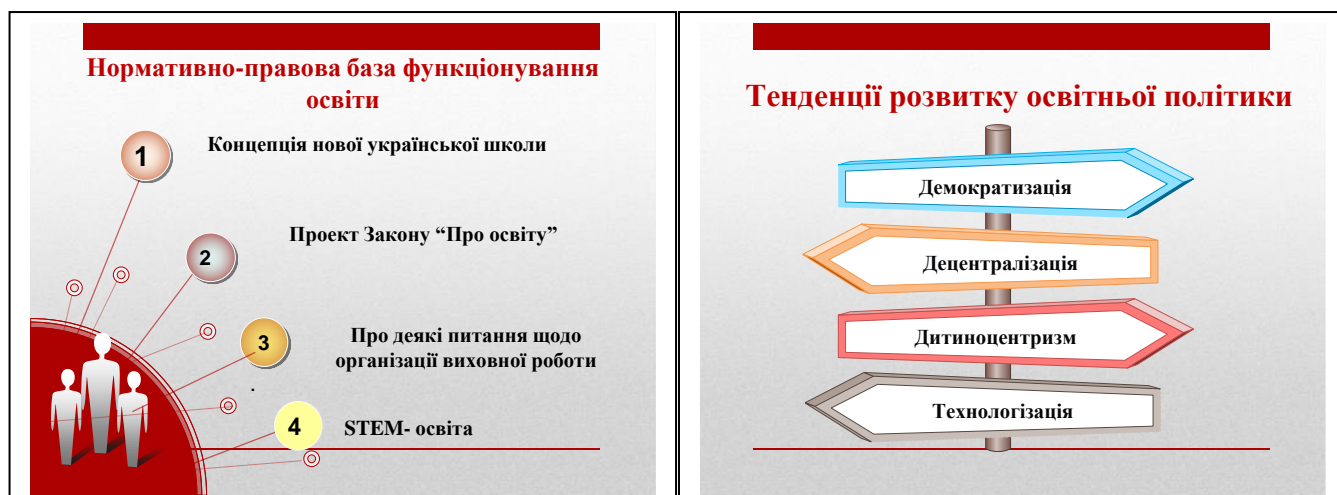 Нормативно-правова база функціонування
освіти
1
Концепція нової української школи
2
Проект Закону “Про освіту”
3
Про деякі питання щодо
організації виховної роботи
.
4
STEM- освіта
Тенденції розвитку освітньої політики
Демократизація
Децентралізація
Дитиноцентризм
Технологізація